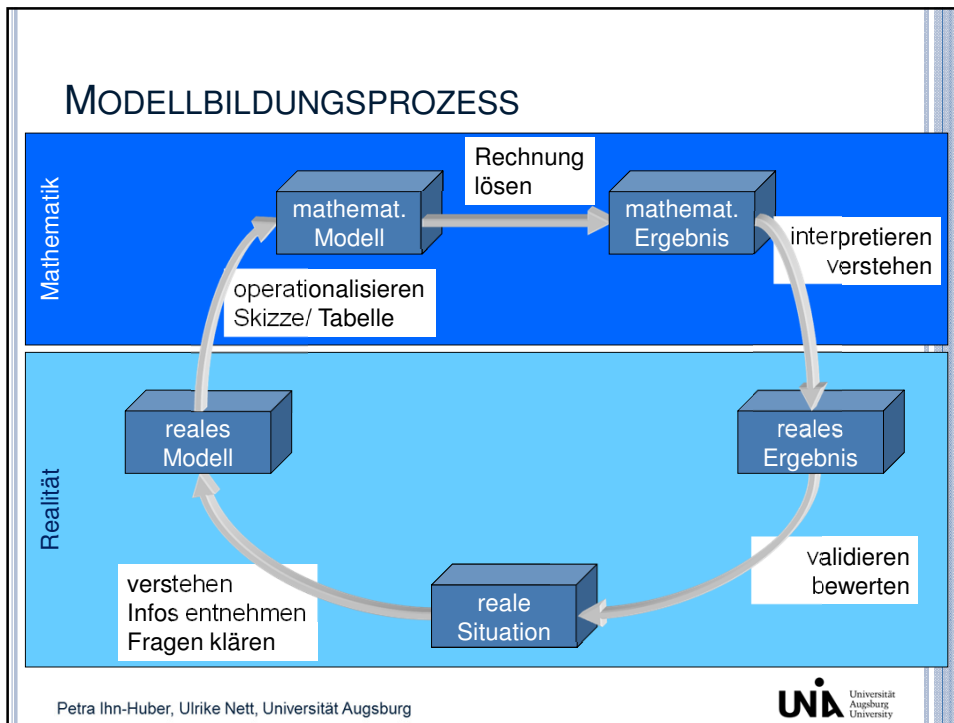 MODELLBILDUNGSPROZESS
Mathematik
Rechnung
lösen
mathemat.
Modell
mathemat.
Ergebnis
interpretieren
verstehen
operationalisieren
Skizze/ Tabelle
Realität
reales
Modell
reales
Ergebnis
verstehen
Infos entnehmen
Fragen klären
reale
Situation
validieren
bewerten
Petra Ihn-Huber, Ulrike Nett, Universität Augsburg
UNIA
Universität
Augsburg
University